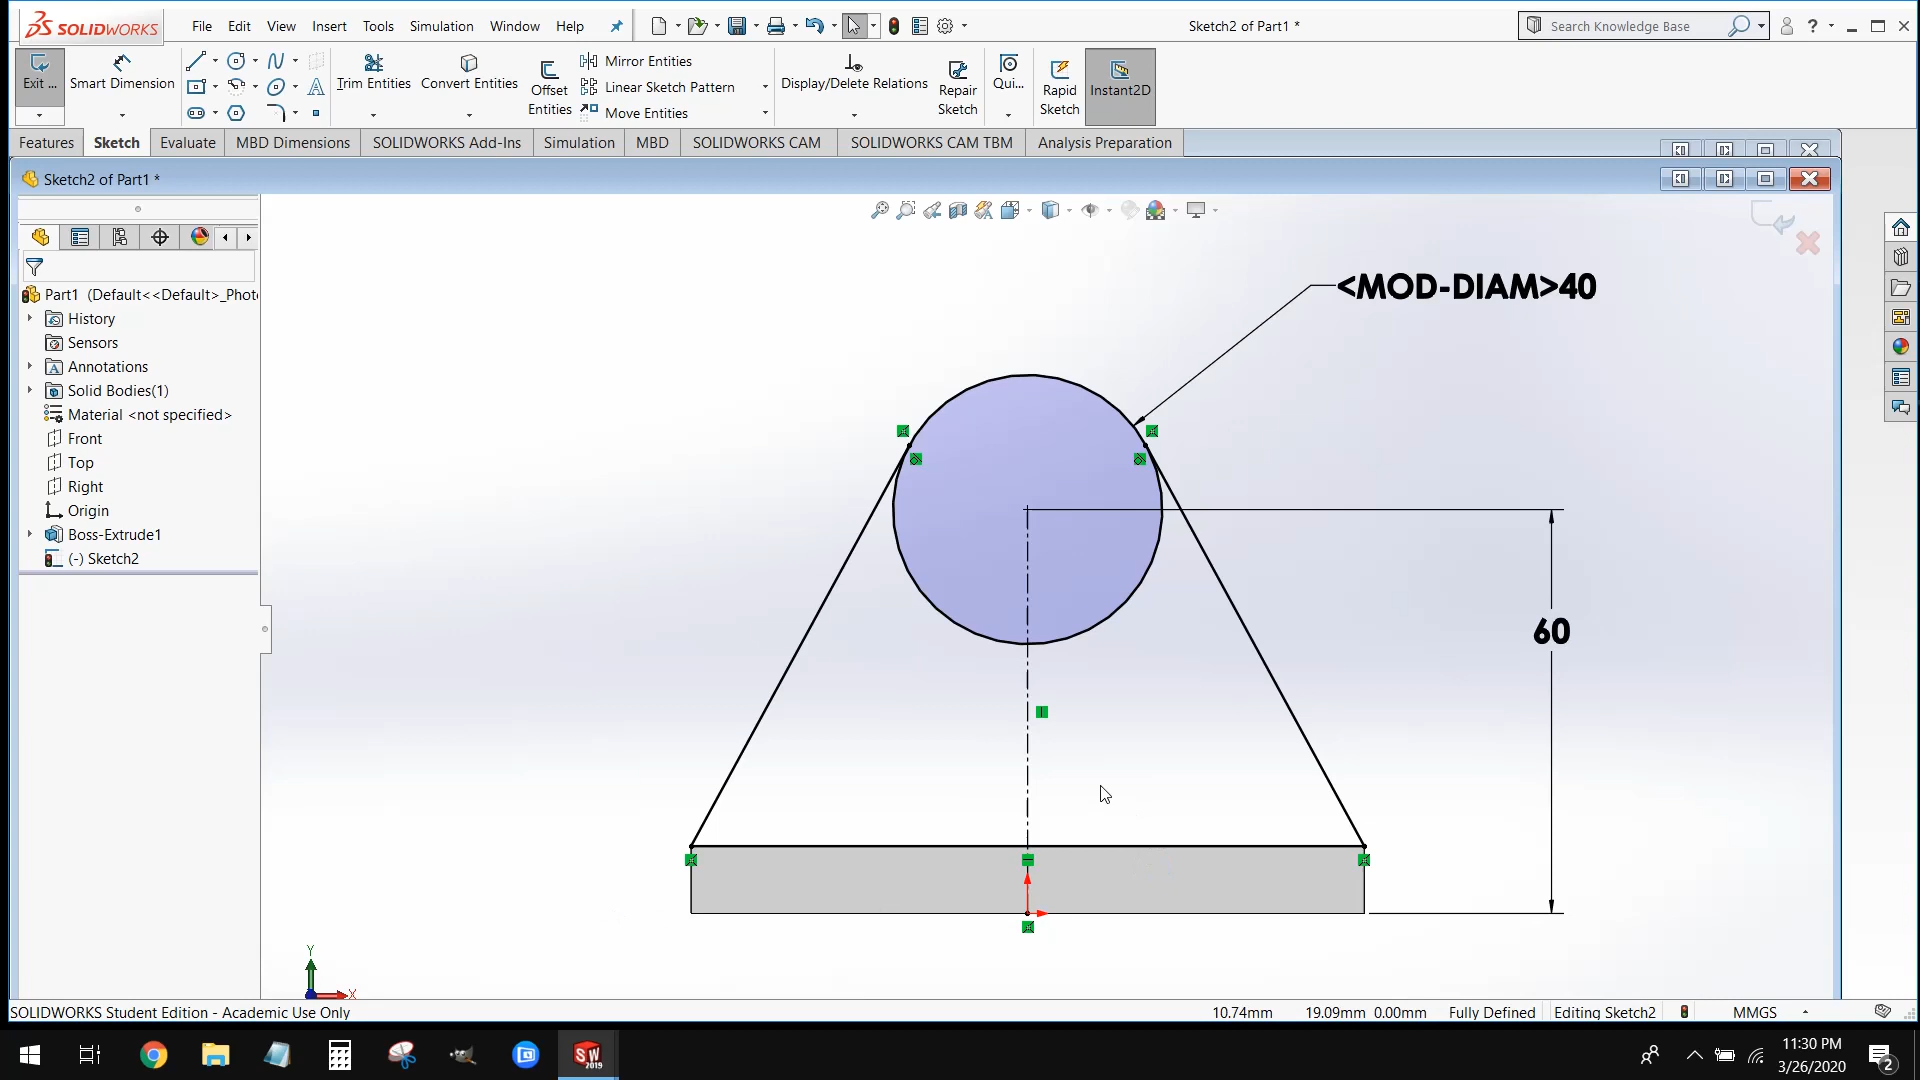 SOLIDWORKS File Edit View Insert Tools Simulation Window Help Sketch2 of Part1 * Search Knowledge Base ?
Exit ... Smart Dimension Trim Entities Convert Entities Offset Entities Mirror Entities Linear Sketch Pattern Move Entities Display/Delete Relations Repair Sketch Qui... Rapid Sketch Instant2D
Features Sketch Evaluate MBD Dimensions SOLIDWORKS Add-Ins Simulation MBD SOLIDWORKS CAM SOLIDWORKS CAM TBM Analysis Preparation
Sketch2 of Part1 *
Part1 (Default<<Default>_Phot
History
Sensors
Annotations
Solid Bodies(1)
Material <not specified>
Front
Top
Right
Origin
Boss-Extrude1
(-) Sketch2
<MOD-DIAM>40
60
Y
X
SOLIDWORKS Student Edition - Academic Use Only 10.74mm 19.09mm 0.00mm Fully Defined Editing Sketch2 MMGS
SW
2019
11:30 PM
3/26/2020
2